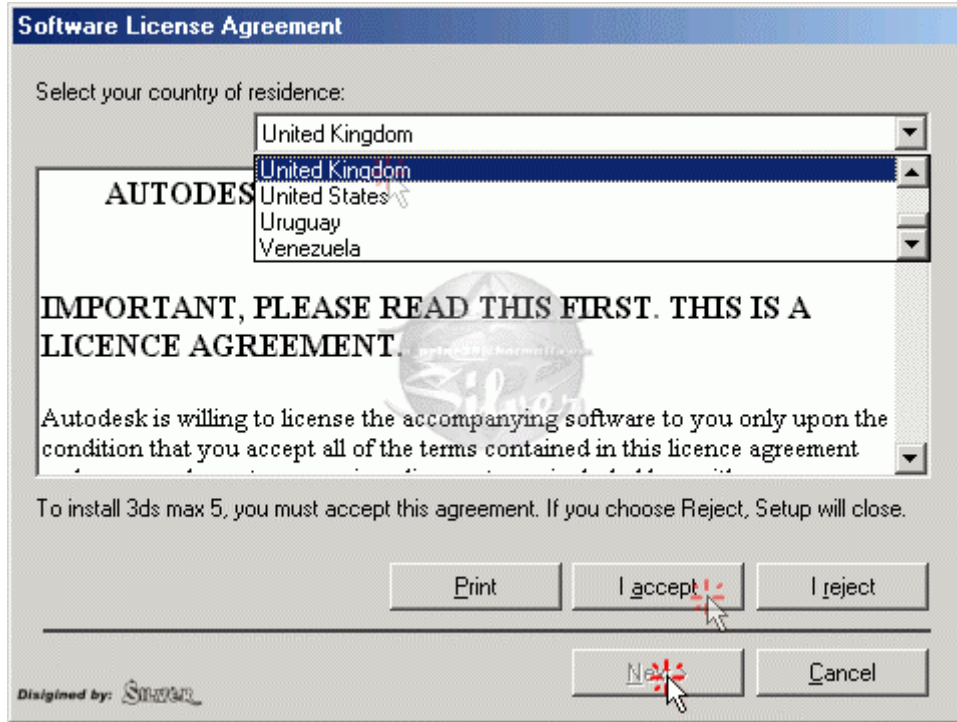 Software License Agreement
Select your country of residence:
United Kingdom
United Kingdom
United States
Uruguay
Venezuela
AUTODES
IMPORTANT, PLEASE READ THIS FIRST. THIS IS A
LICENCE AGREEMENT.
Silver
Autodesk is willing to license the accompanying software to you only upon the
condition that you accept all of the terms contained in this licence agreement
To install 3ds max 5, you must accept this agreement. If you choose Reject, Setup will close.
Print
I accept
I reject
Cancel
Disigined by: SILVER